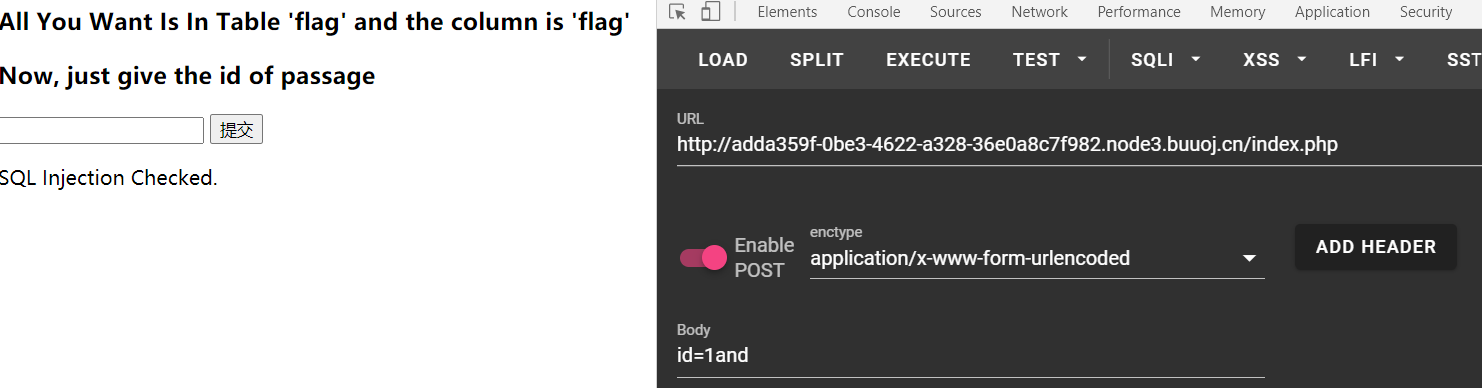 All You Want Is In Table 'flag' and the column is 'flag'
Now, just give the id of passage
提交
SQL Injection Checked.
Elements Console Sources Network Performance Memory Application Security
LOAD SPLIT EXECUTE TEST SQLI XSS LFI SST
URL
http://adda359f-0be3-4622-a328-36e0a8c7f982.node3.buuoj.cn/index.php
Enable
POST
enctype
application/x-www-form-urlencoded
ADD HEADER
Body
id=1and